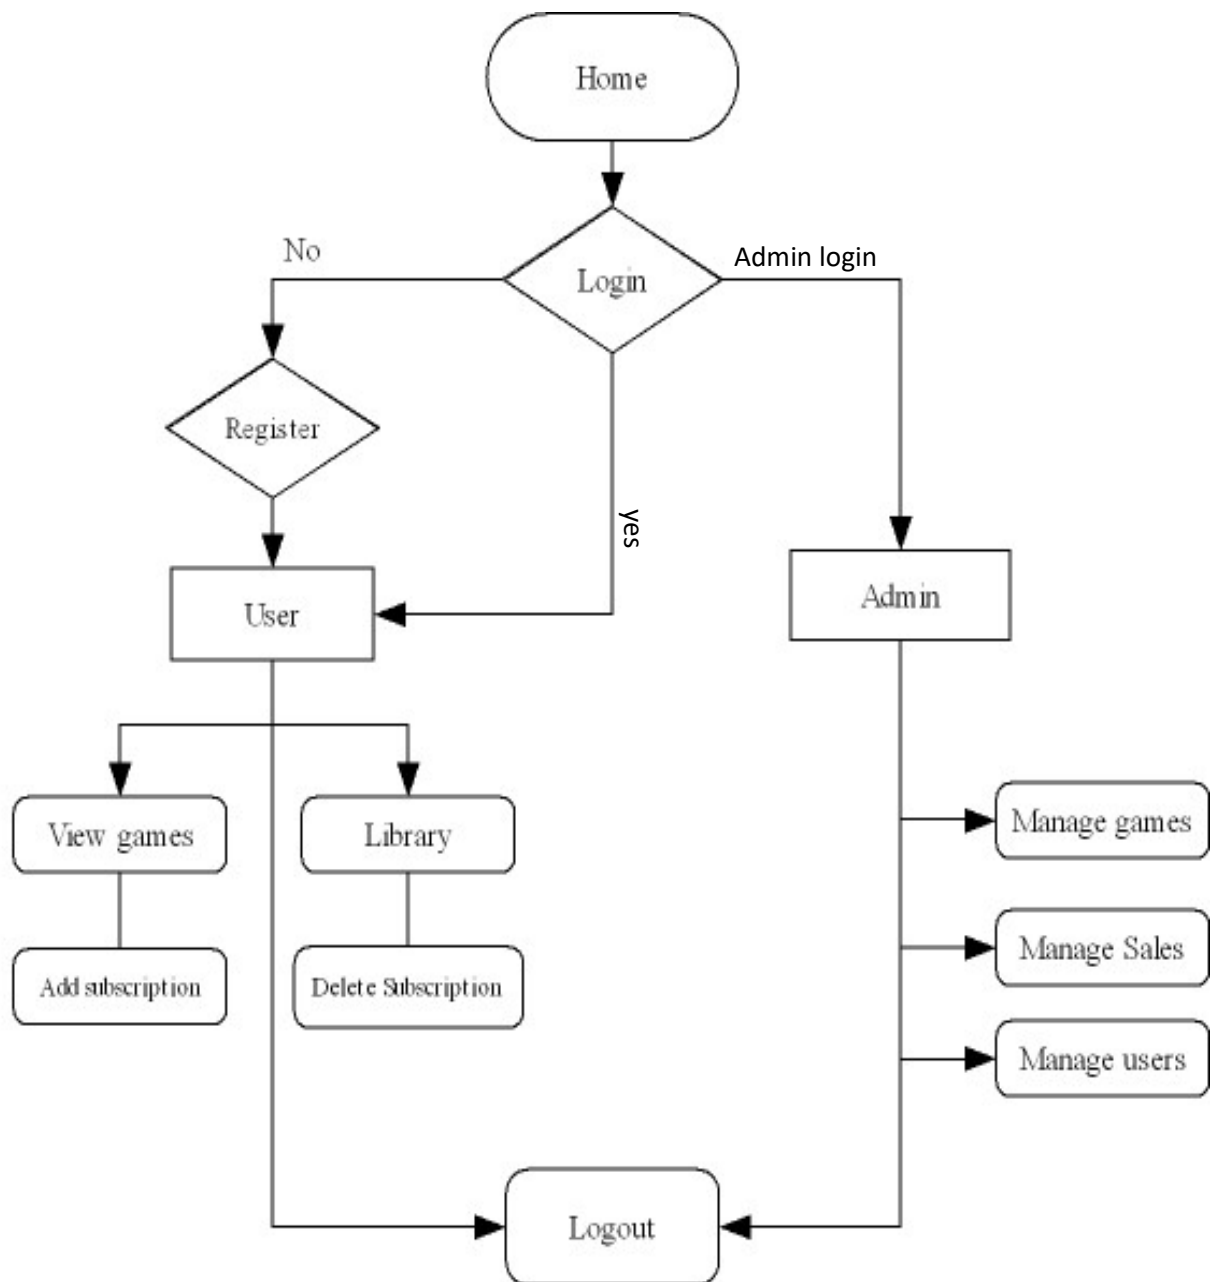 Home
No
Admin login
Login
Register
yes
User
Admin
View games
Library
Manage games
Add subscription
Delete Subscription
Manage Sales
Manage users
Logout